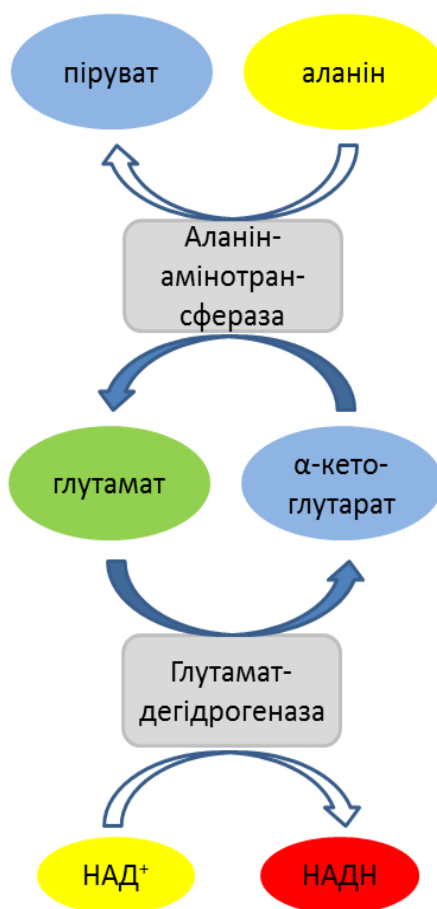 піруват
аланін
Аланін-
амінотран-
сфераза
глутамат
α-кето-
глутарат
Глутамат-
дегідрогеназа
НАД⁺
НАДН